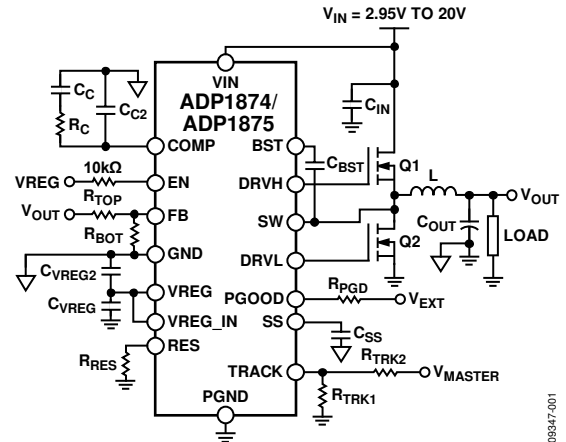 VIN = 2.95V TO 20V
VIN
ADP1874/
ADP1875
CC
CC2
RC
CIN
COMP
BST
CBST
Q1
10kΩ
VREG
EN
DRVH
L
RTOP
VOUT
FB
SW
VOUT
RBOT
COUT
LOAD
GND
Q2
CVREG2
DRVL
VREG
PGOOD
RPGD
VEXT
CVREG
VREG_IN
SS
CSS
RES
RRES
TRACK
RTRK2
VMASTER
PGND
RTRK1
09347-001